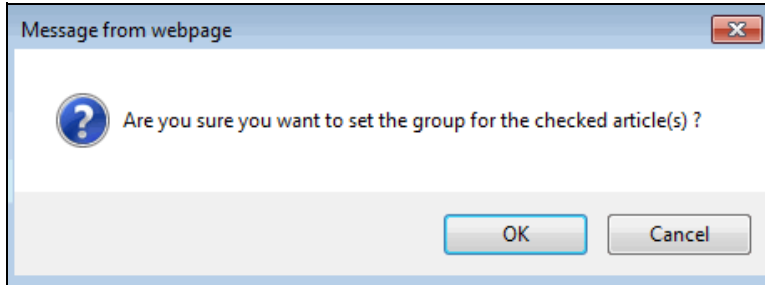 Message from webpage
Are you sure you want to set the group for the checked article(s) ?
OK
Cancel